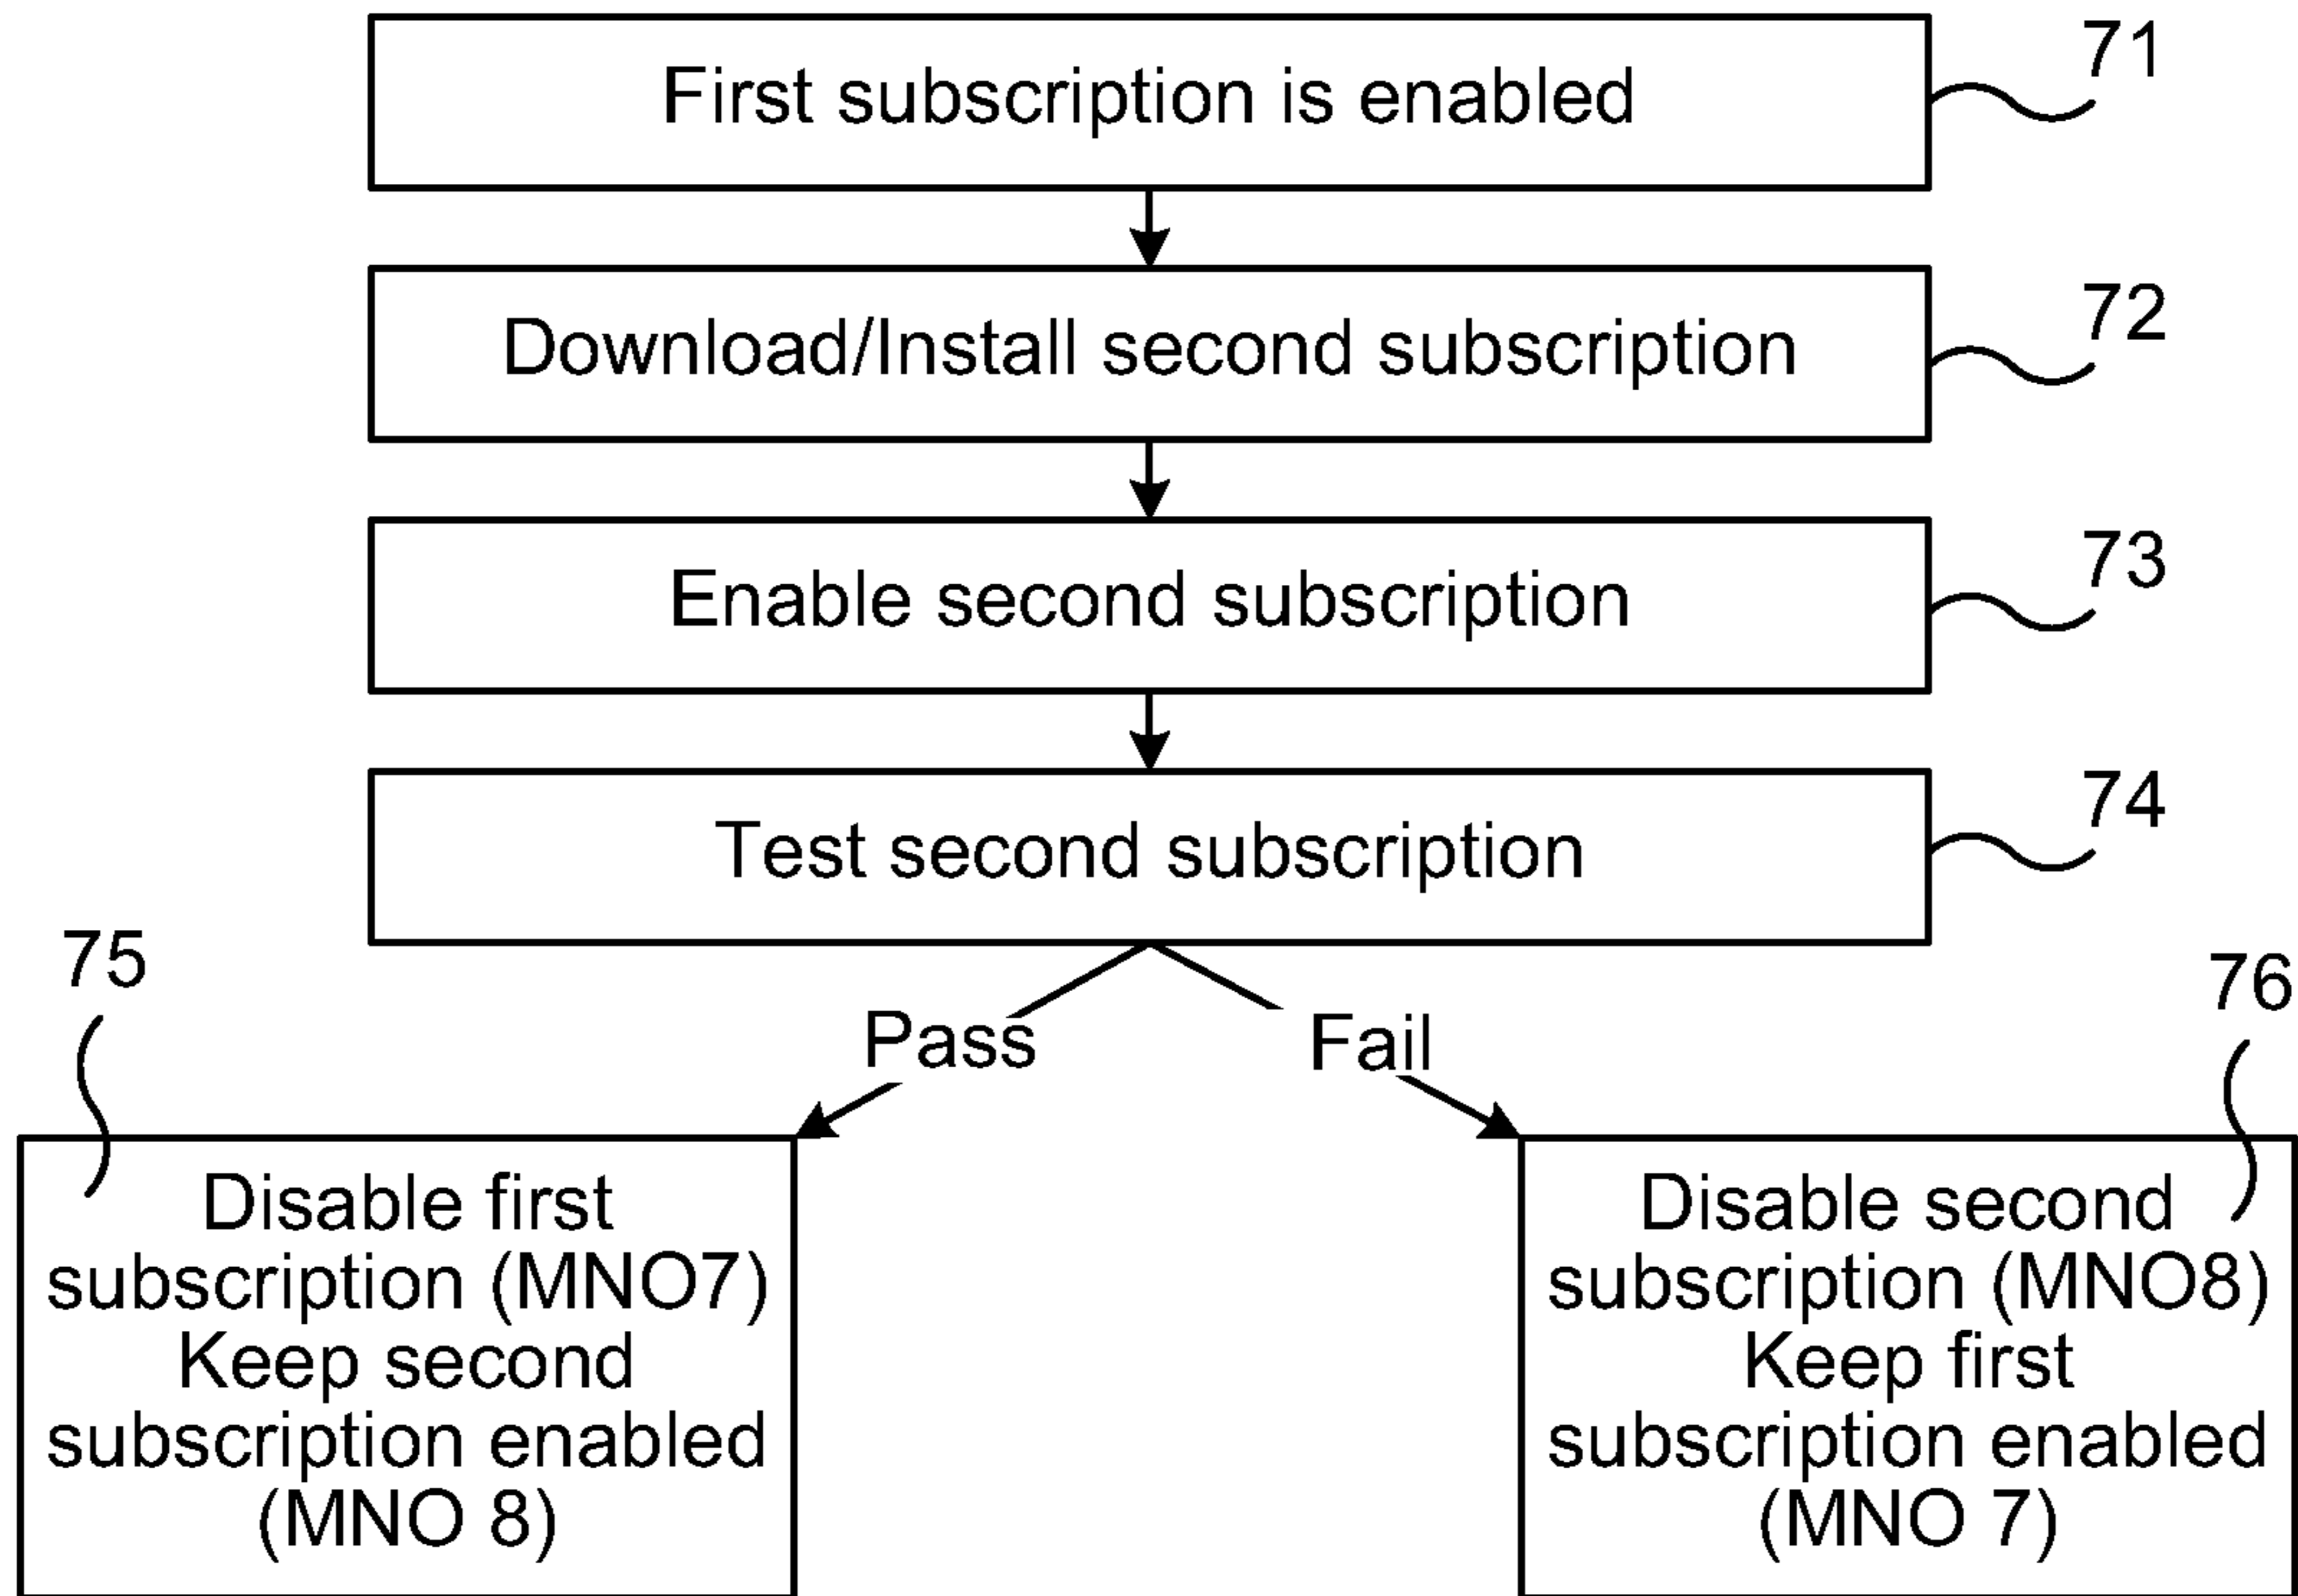 First subscription is enabled
71
Download/Install second subscription
72
Enable second subscription
73
Test second subscription
74
75
Pass
Fail
76
Disable first
subscription (MNO7)
Keep second
subscription enabled
(MNO 8)
Disable second
subscription (MNO8)
Keep first
subscription enabled
(MNO 7)